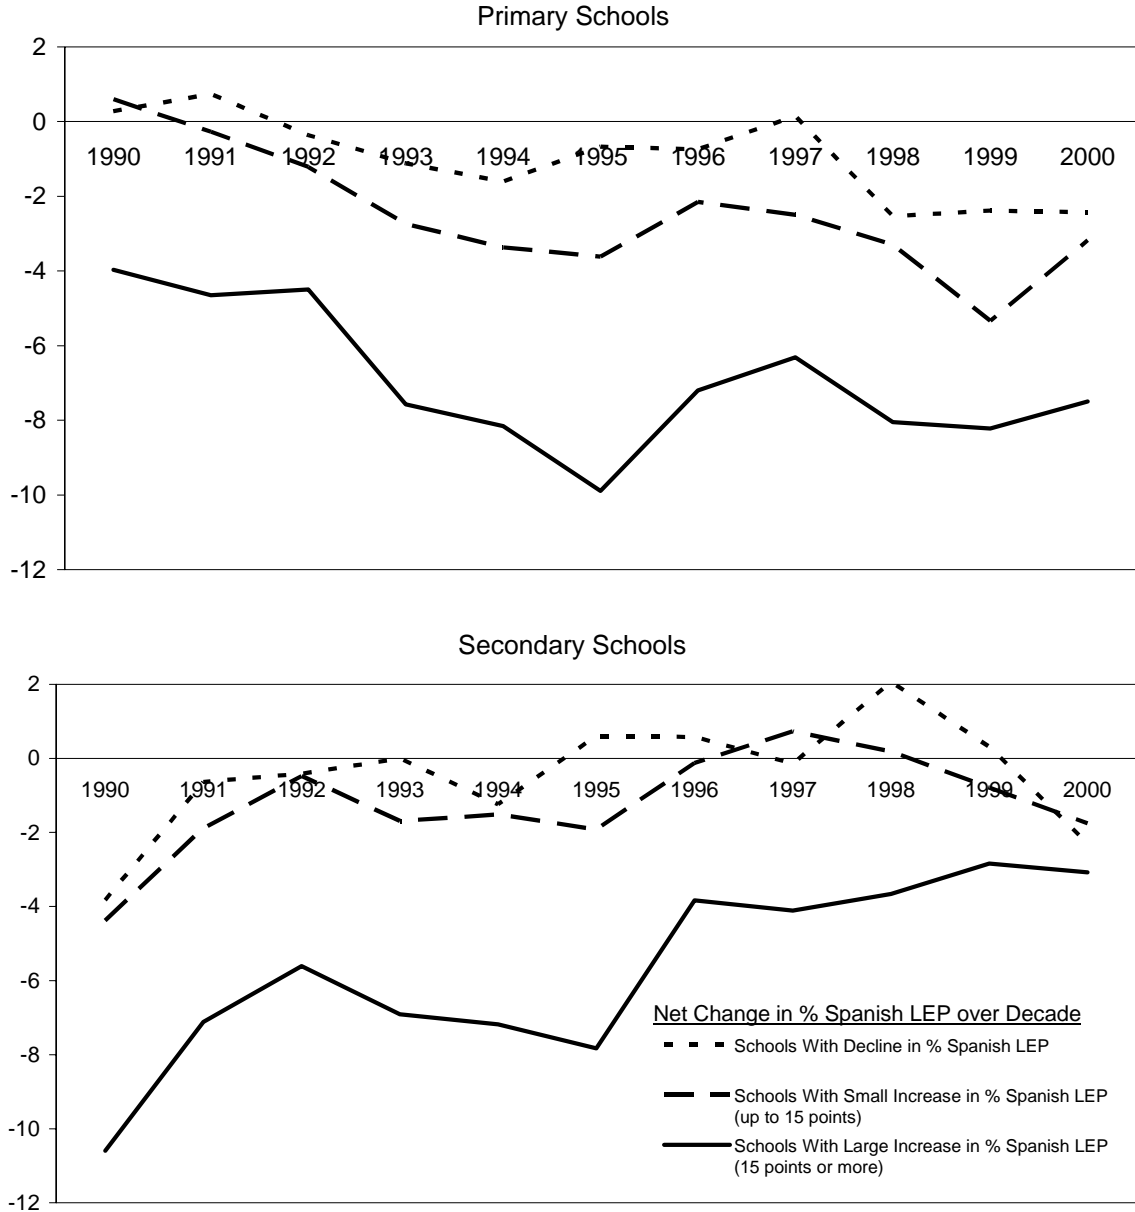 Primary Schools
2
0
1990 1991 1992 1993 1994 1995 1996 1997 1998 1999 2000
-2
-4
-6
-8
-10
-12
Secondary Schools
2
0
1990 1991 1992 1993 1994 1995 1996 1997 1998 1999 2000
-2
-4
-6
-8
-10
-12
Net Change in % Spanish LEP over Decade
Schools With Decline in % Spanish LEP
Schools With Small Increase in % Spanish LEP
(up to 15 points)
Schools With Large Increase in % Spanish LEP
(15 points or more)